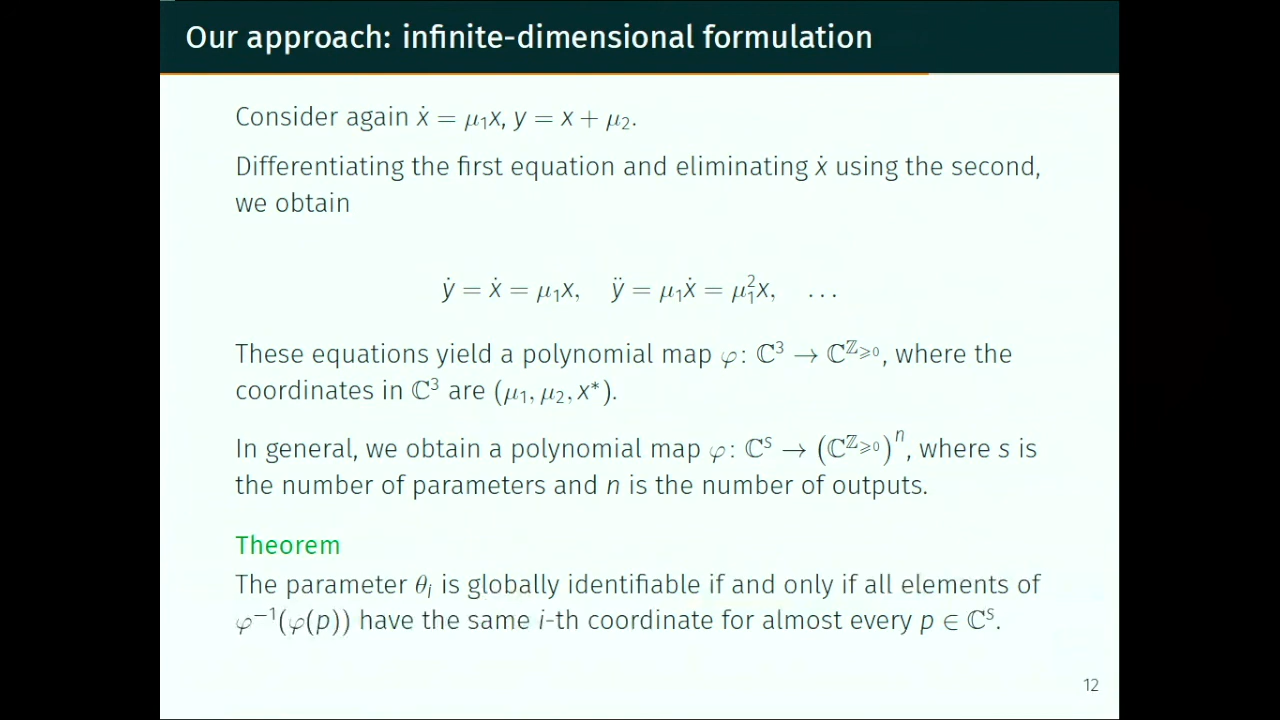 Our approach: infinite-dimensional formulation
Consider again ẋ = μ₁x, y = x + μ₂.
Differentiating the first equation and eliminating ẋ using the second,
we obtain
ẏ = ẋ = μ₁x, ÿ = μ₁ẋ = μ₁²x, …
These equations yield a polynomial map φ: ℂ³ → ℂ^{ℤ⩾₀}, where the
coordinates in ℂ³ are (μ₁, μ₂, x*).
In general, we obtain a polynomial map φ: ℂˢ → (ℂ^{ℤ⩾₀})ⁿ, where s is
the number of parameters and n is the number of outputs.
Theorem
The parameter θᵢ is globally identifiable if and only if all elements of
φ⁻¹(φ(p)) have the same i-th coordinate for almost every p ∈ ℂˢ.
12